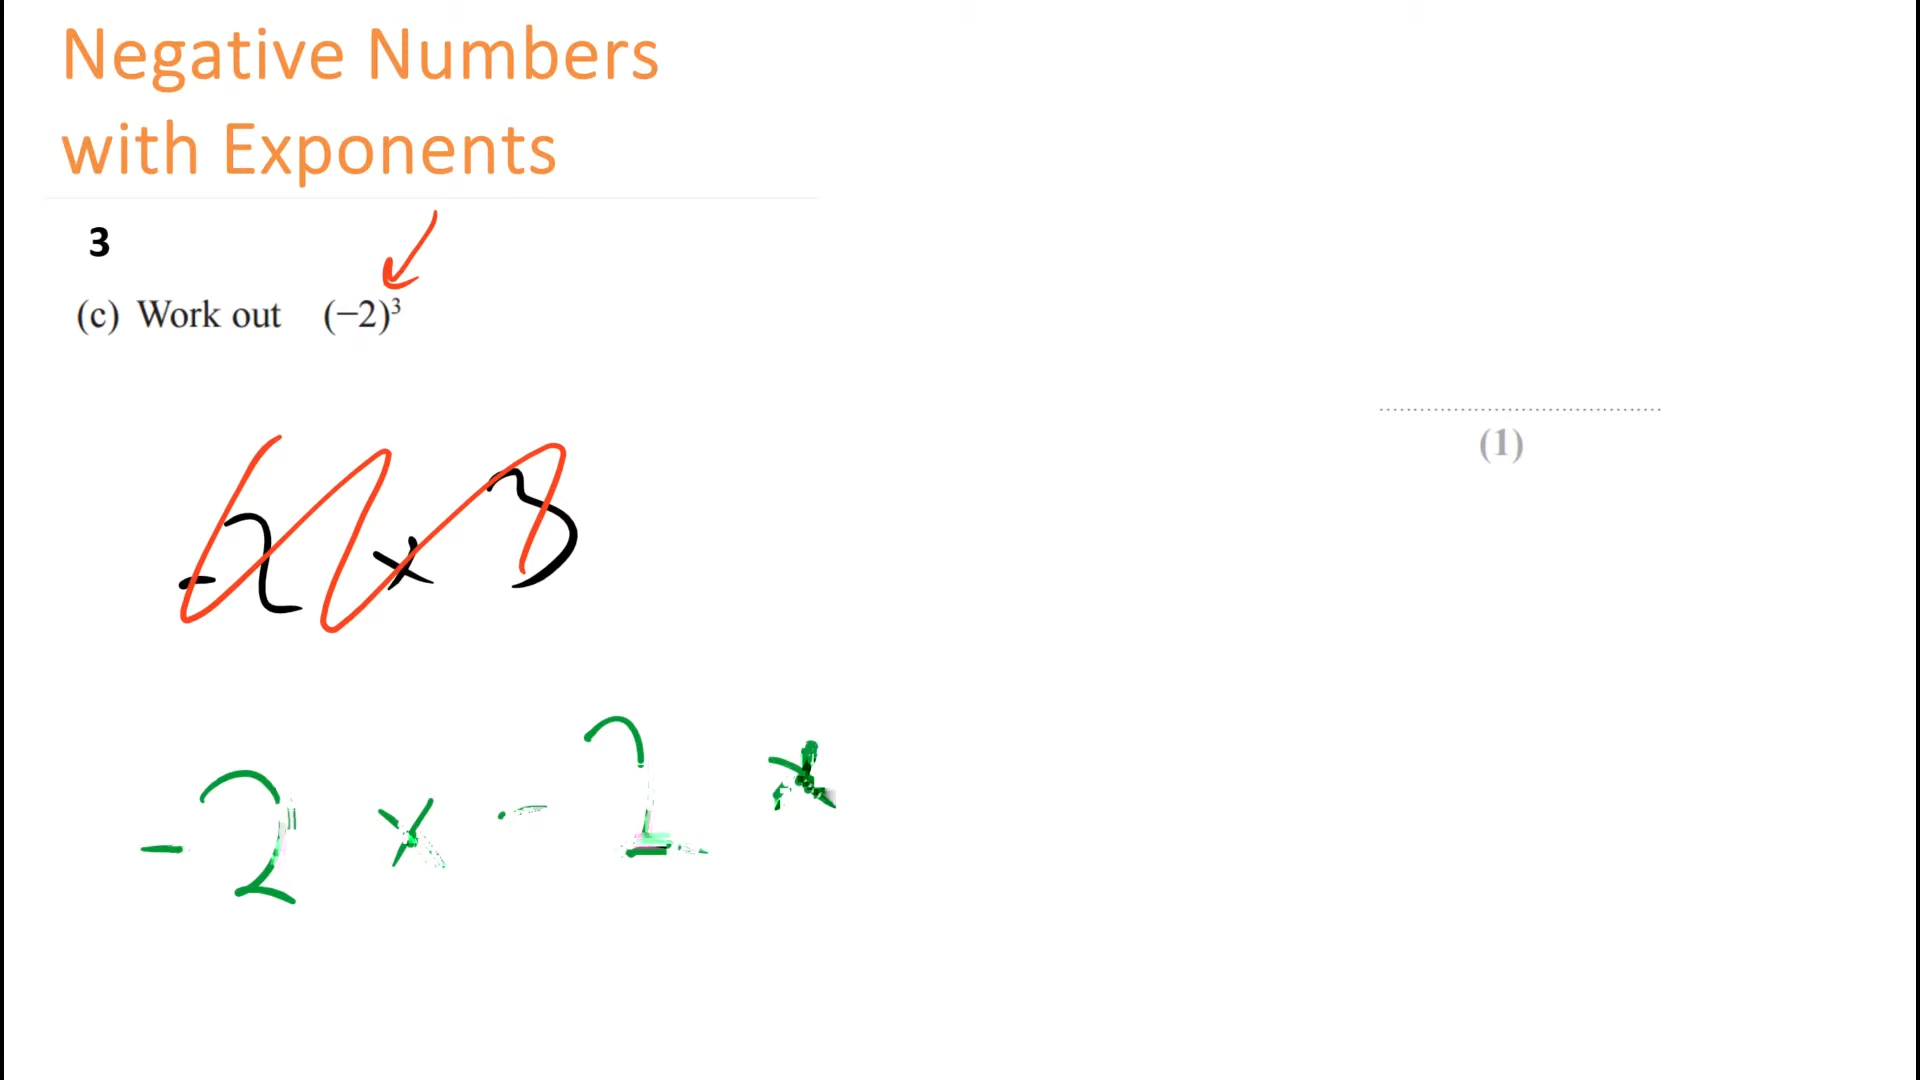 Negative Numbers
with Exponents
3
(c) Work out (−2)³
(1)
-2 × 3
-2 × -2 ×